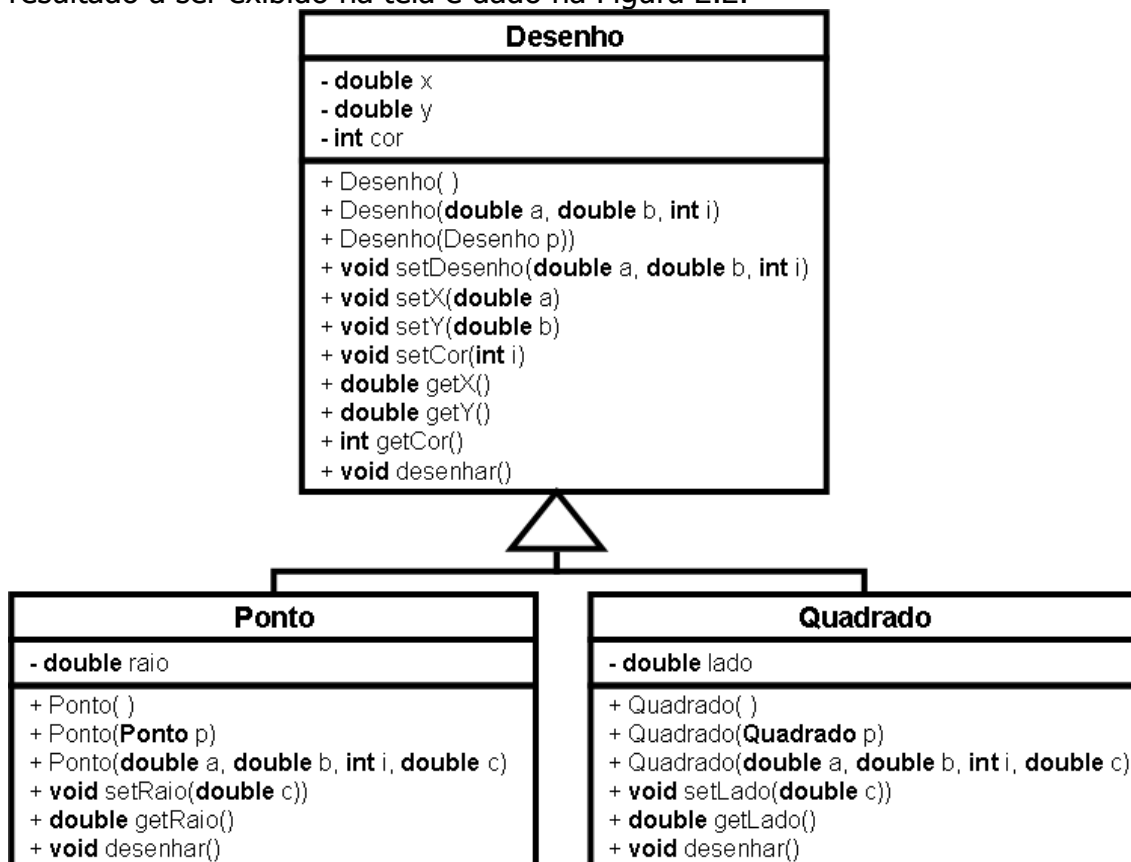 resultado a ser exibido na tela é dado na Figura 2.2.
Desenho
- double x
- double y
- int cor
+ Desenho( )
+ Desenho(double a, double b, int i)
+ Desenho(Desenho p))
+ void setDesenho(double a, double b, int i)
+ void setX(double a)
+ void setY(double b)
+ void setCor(int i)
+ double getX()
+ double getY()
+ int getCor()
+ void desenhar()
Ponto
- double raio
+ Ponto( )
+ Ponto(Ponto p)
+ Ponto(double a, double b, int i, double c)
+ void setRaio(double c))
+ double getRaio()
+ void desenhar()
Quadrado
- double lado
+ Quadrado( )
+ Quadrado(Quadrado p)
+ Quadrado(double a, double b, int i, double c)
+ void setLado(double c))
+ double getLado()
+ void desenhar()